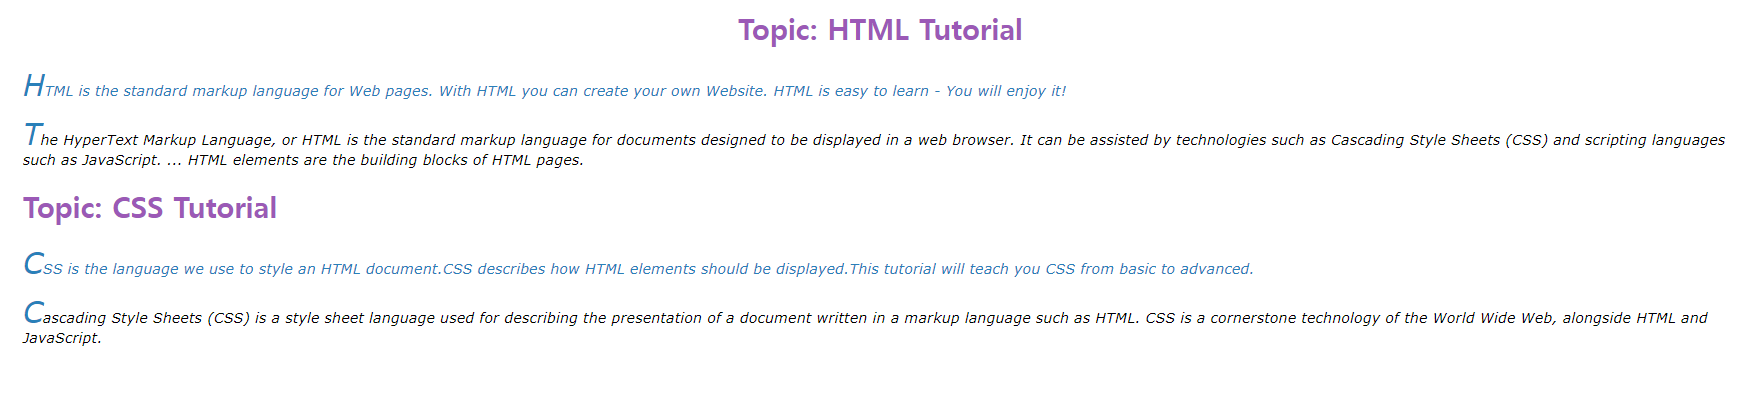 Topic: HTML Tutorial
HTML is the standard markup language for Web pages. With HTML you can create your own Website. HTML is easy to learn - You will enjoy it!
The HyperText Markup Language, or HTML is the standard markup language for documents designed to be displayed in a web browser. It can be assisted by technologies such as Cascading Style Sheets (CSS) and scripting languages
such as JavaScript. ... HTML elements are the building blocks of HTML pages.
Topic: CSS Tutorial
CSS is the language we use to style an HTML document.CSS describes how HTML elements should be displayed.This tutorial will teach you CSS from basic to advanced.
Cascading Style Sheets (CSS) is a style sheet language used for describing the presentation of a document written in a markup language such as HTML. CSS is a cornerstone technology of the World Wide Web, alongside HTML and
JavaScript.